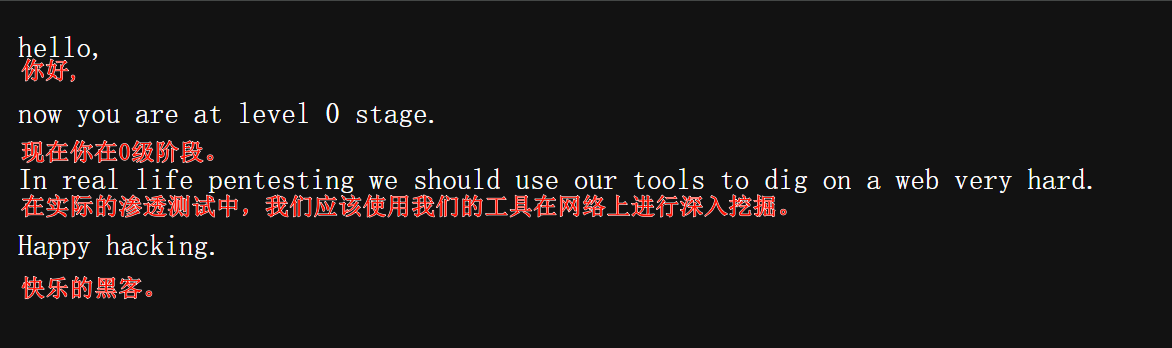 hello,
你好,
now you are at level 0 stage.
现在你在0级阶段。
In real life pentesting we should use our tools to dig on a web very hard.
在实际的渗透测试中，我们应该使用我们的工具在网络上进行深入挖掘。
Happy hacking.
快乐的黑客。